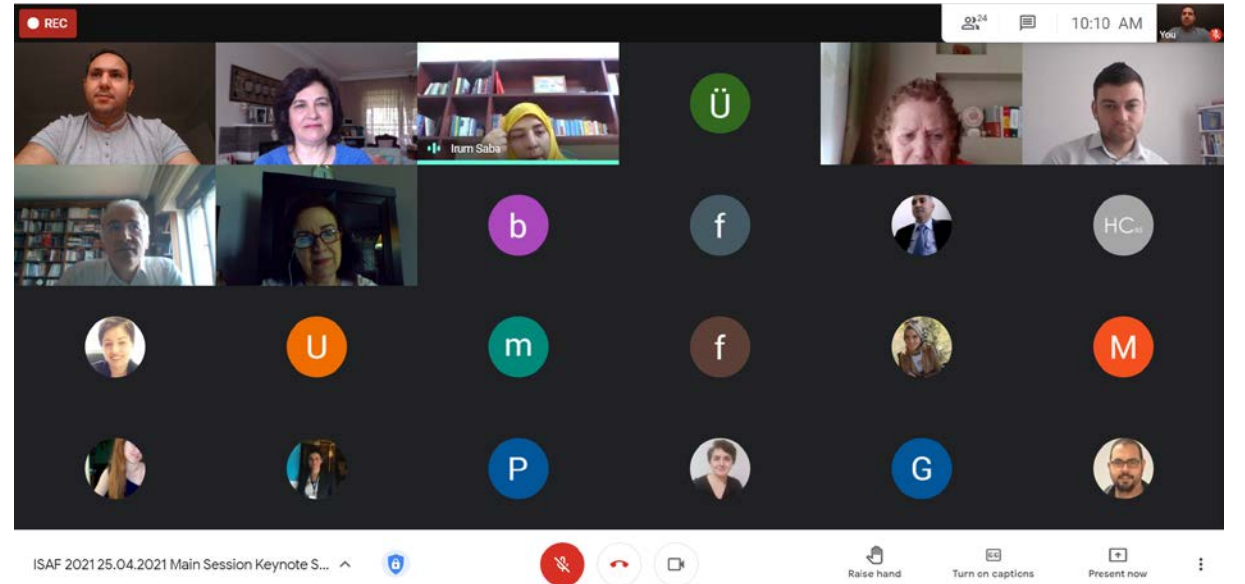 REC
24
10:10 AM
You
Irum Saba
Ü
b
f
HC
U
m
f
M
P
G
ISAF 2021 25.04.2021 Main Session Keynote S...
Raise hand
CC
Turn on captions
Present now